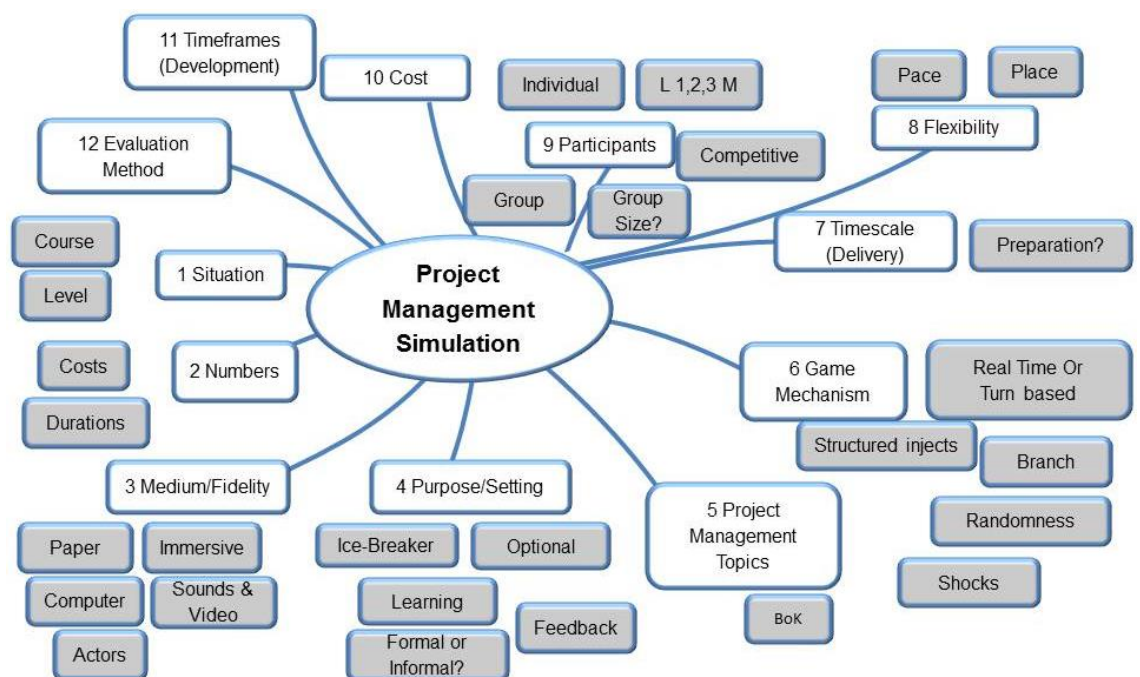 11 Timeframes
(Development)
10 Cost
Individual
L 1,2,3 M
Pace
Place
8 Flexibility
12 Evaluation
Method
9 Participants
Competitive
Group
Group
Size?
Course
Level
1 Situation
Project
Management
Simulation
7 Timescale
(Delivery)
Preparation?
2 Numbers
Costs
Durations
6 Game
Mechanism
Real Time Or
Turn based
Structured injects
Branch
Randomness
Shocks
3 Medium/Fidelity
Paper
Immersive
Computer
Sounds &
Video
Actors
4 Purpose/Setting
Ice-Breaker
Optional
Learning
Feedback
Formal or
Informal?
5 Project
Management
Topics
BoK